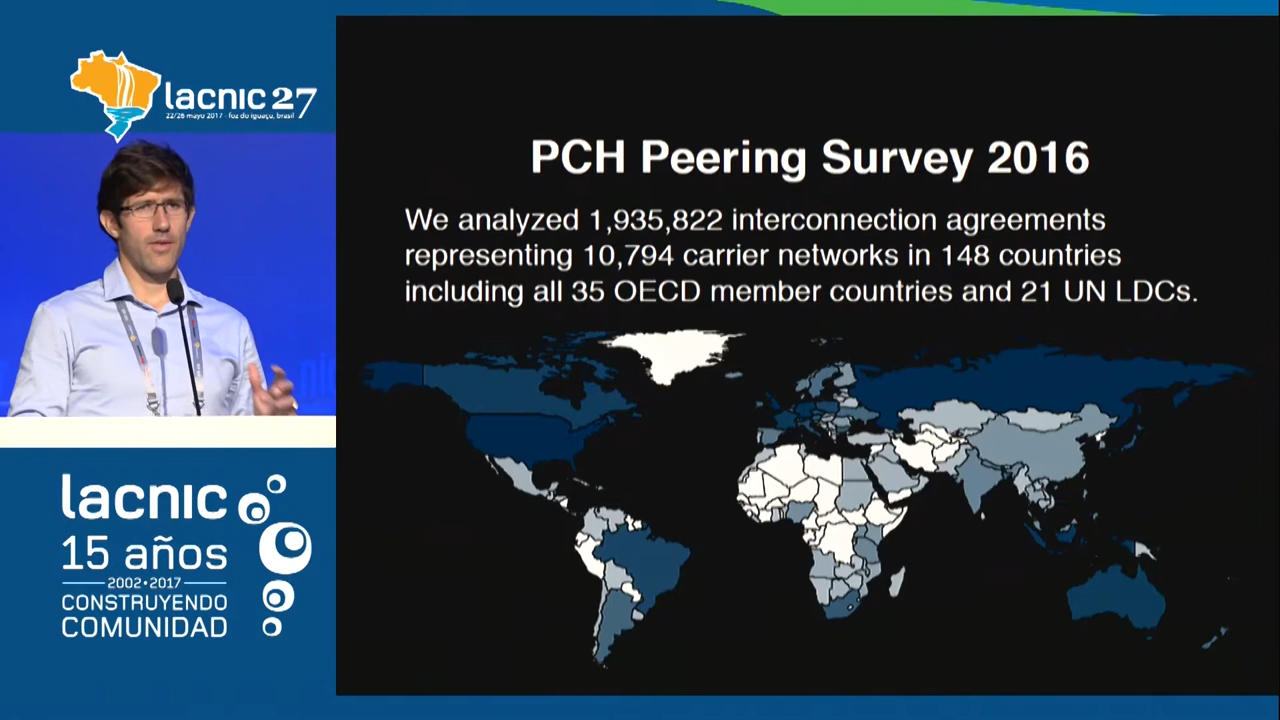 lacnic 27
22/26 mayo 2017 - foz do iguaçu, brasil
PCH Peering Survey 2016
We analyzed 1,935,822 interconnection agreements
representing 10,794 carrier networks in 148 countries
including all 35 OECD member countries and 21 UN LDCs.
lacnic
15 años
2002•2017
CONSTRUYENDO
COMUNIDAD